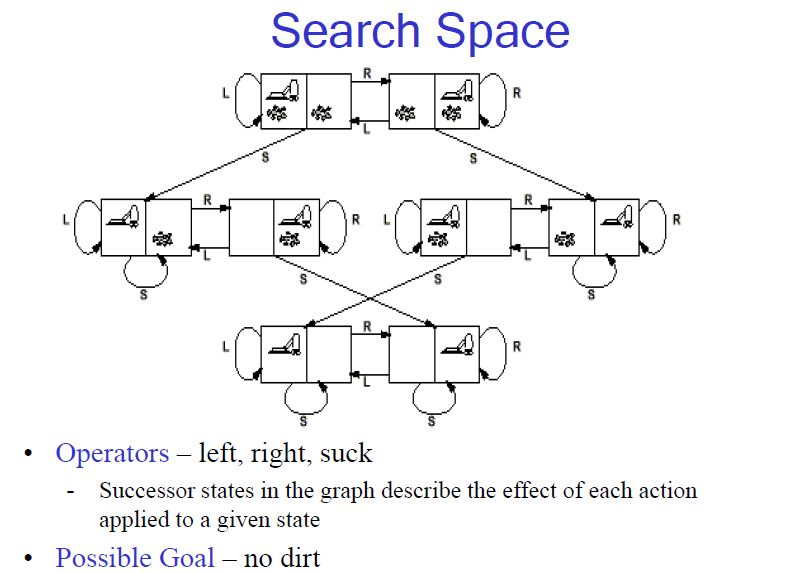 Search Space
R
L R
L
S S
R R
L R L R
L L
S S
S S
R
L R
L
S S
• Operators – left, right, suck
- Successor states in the graph describe the effect of each action
applied to a given state
• Possible Goal – no dirt